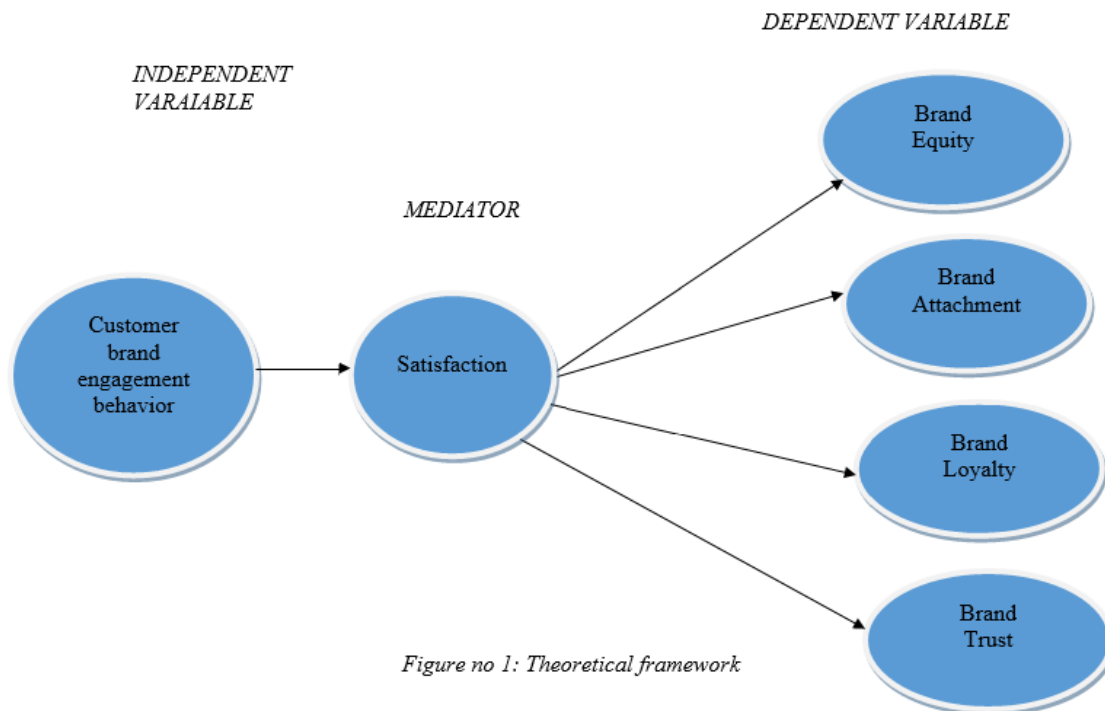 DEPENDENT VARIABLE
INDEPENDENT
VARAIABLE
MEDIATOR
Customer
brand
engagement
behavior
Satisfaction
Brand
Equity
Brand
Attachment
Brand
Loyalty
Brand
Trust
Figure no 1: Theoretical framework